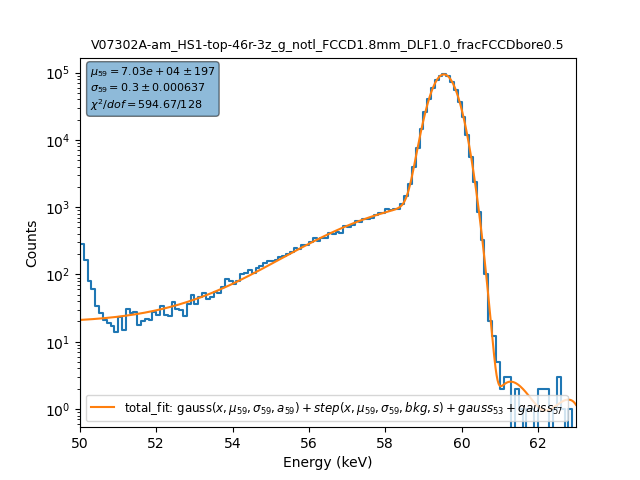 V07302A-am_HS1-top-46r-3z_g_notl_FCCD1.8mm_DLF1.0_fracFCCDbore0.5
μ₅₉ = 7.03e + 04 ± 197
σ₅₉ = 0.3 ± 0.000637
χ²/dof = 594.67/128
10⁵
10⁴
10³
10²
10¹
10⁰
Counts
total_fit: gauss(x, μ₅₉, σ₅₉, a₅₉) + step(x, μ₅₉, σ₅₉, bkg, s) + gauss₅₃ + gauss₅₇
50 52 54 56 58 60 62
Energy (keV)